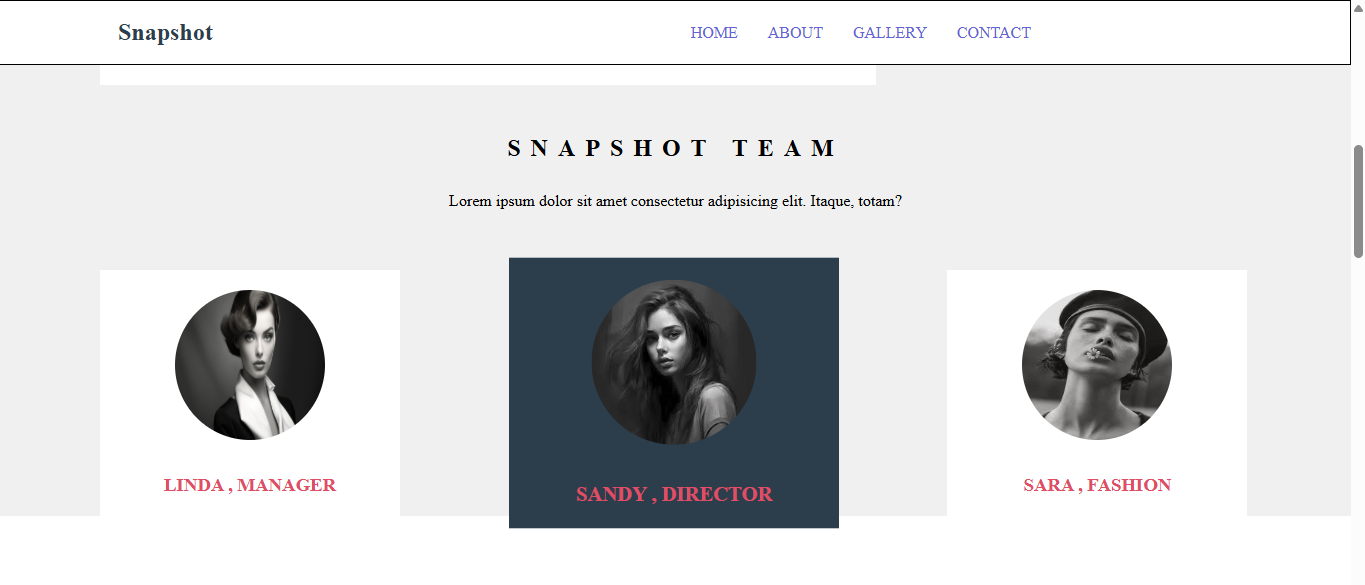 Snapshot
HOME ABOUT GALLERY CONTACT
SNAPSHOT TEAM
Lorem ipsum dolor sit amet consectetur adipisicing elit. Itaque, totam?
LINDA , MANAGER
SANDY , DIRECTOR
SARA , FASHION